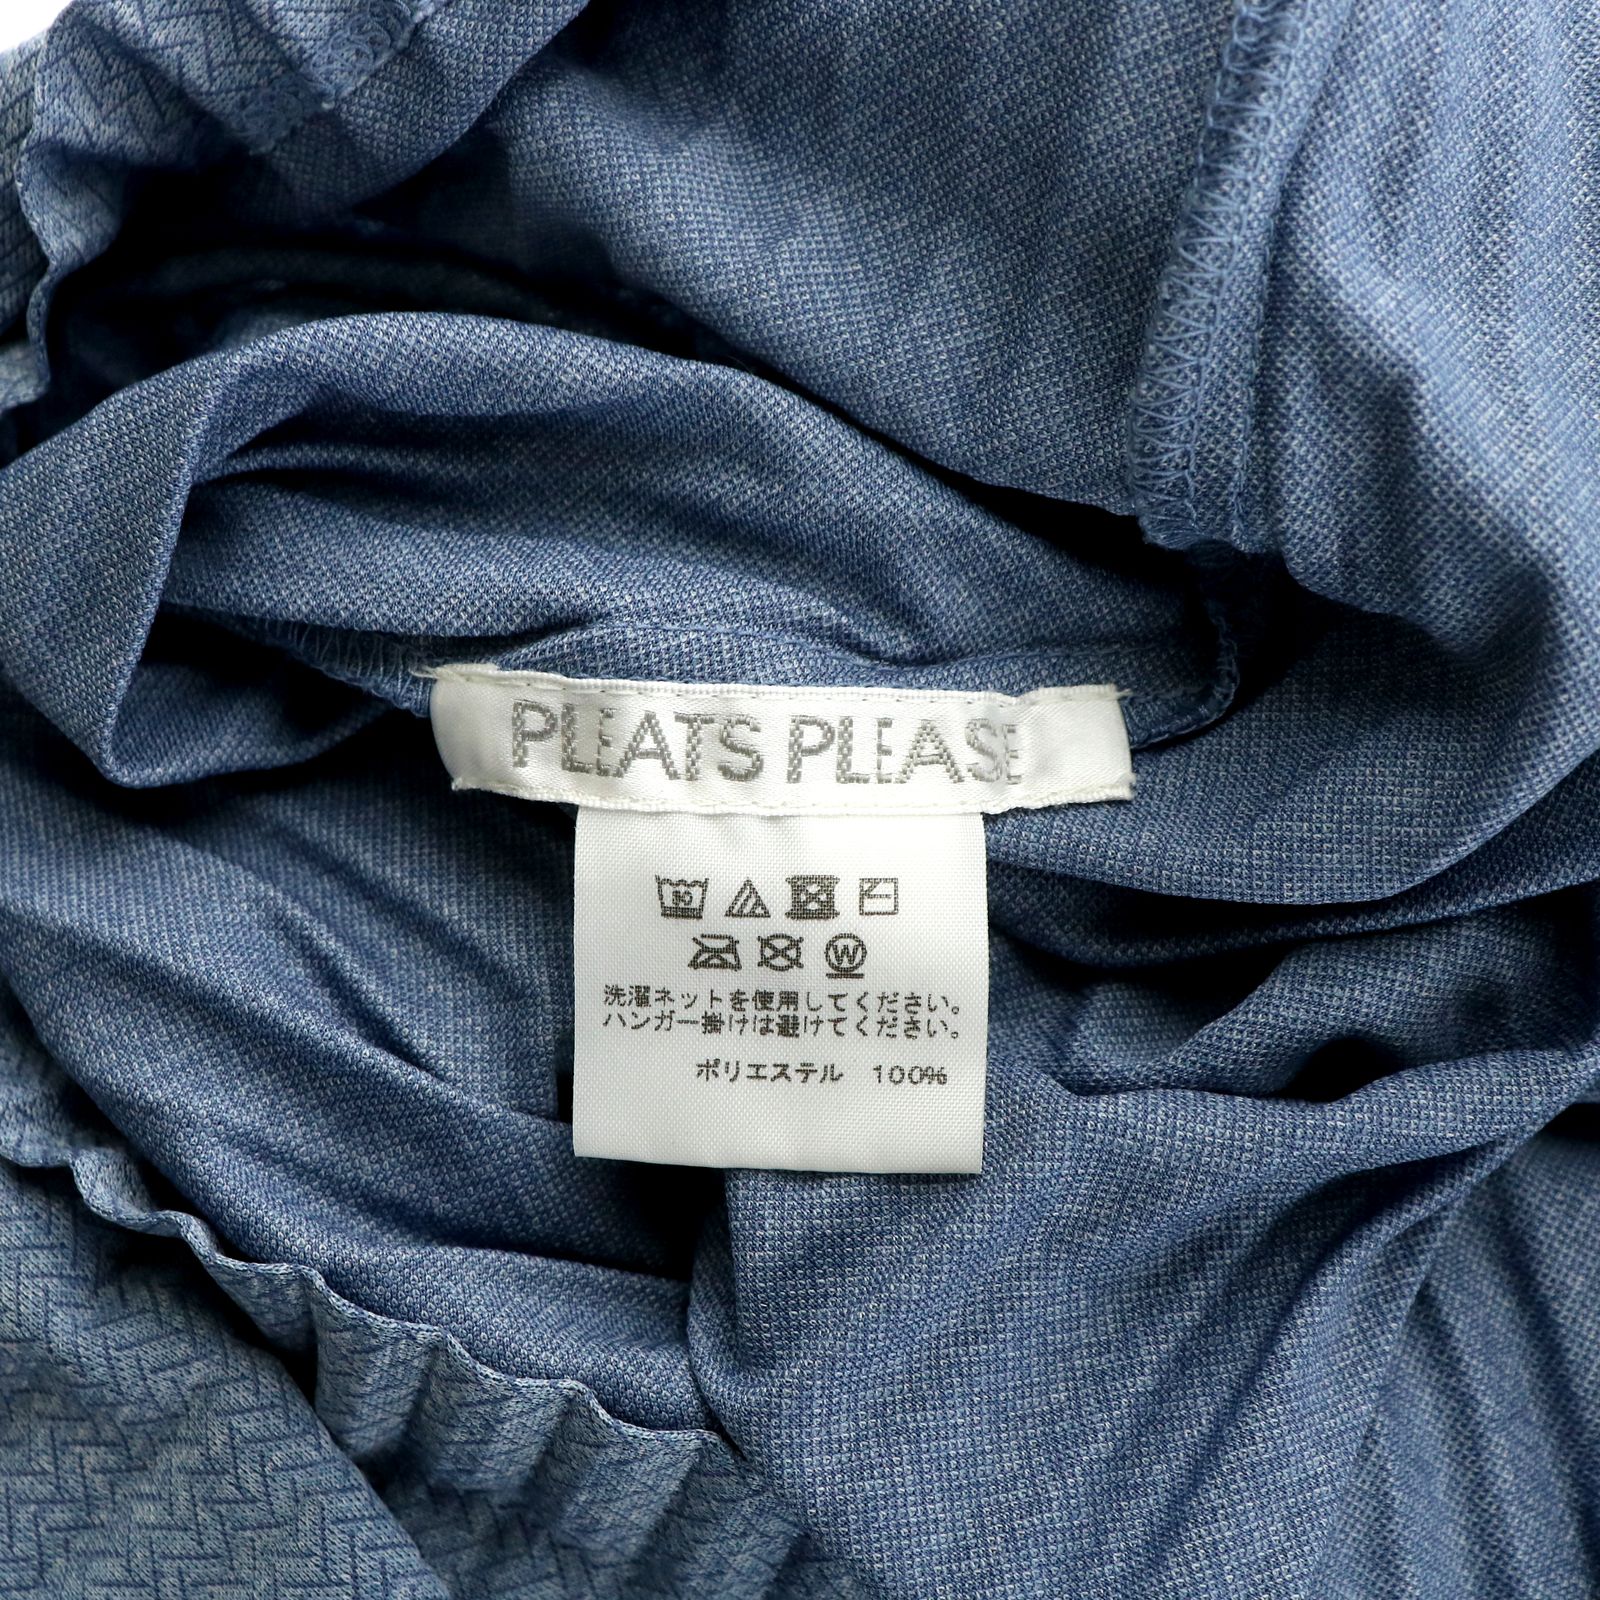 PLEATS PLEASE
洗濯ネットを使用してください。
ハンガー掛けは避けてください。
ポリエステル 100%